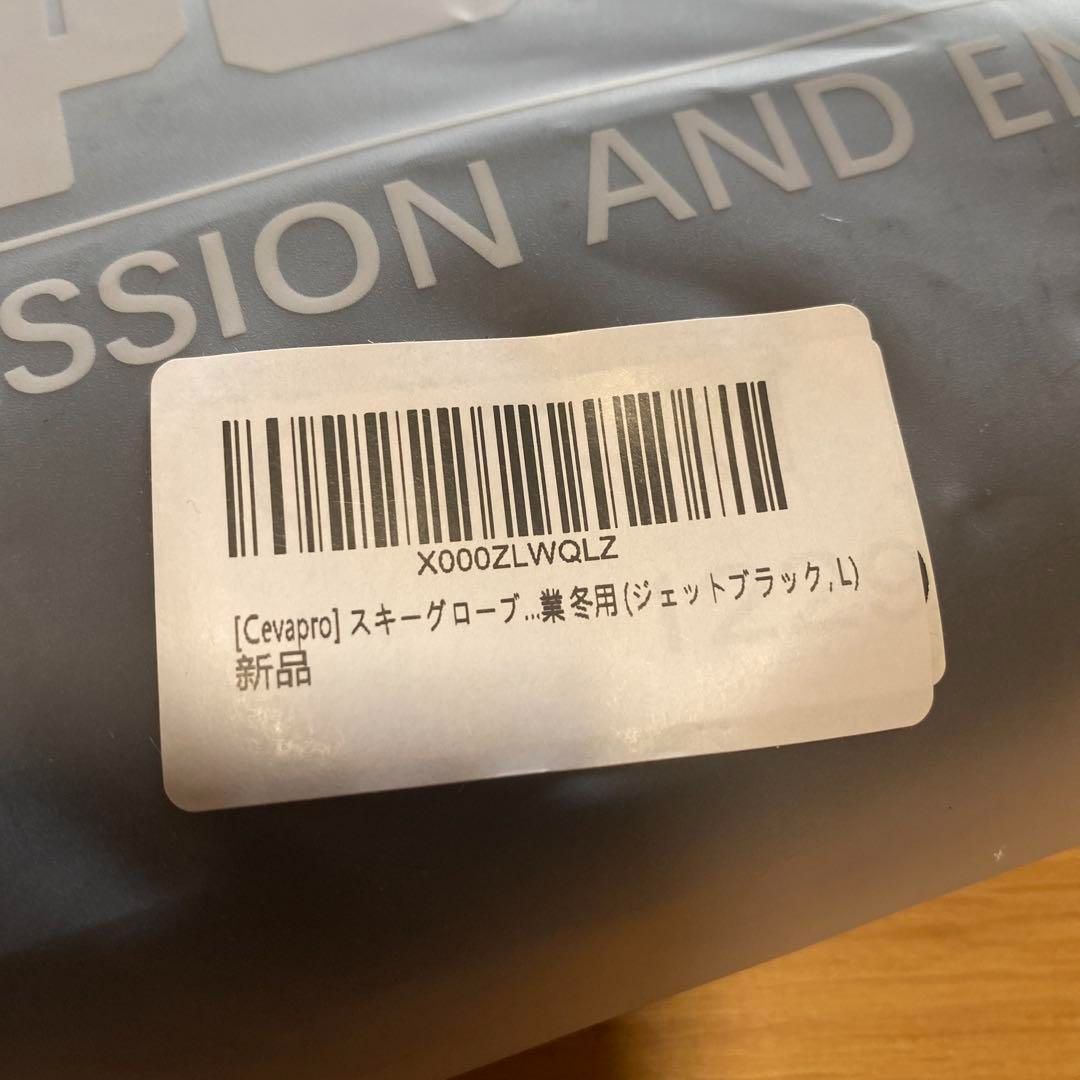 SSION AND EN
X000ZLWQLZ
[Cevapro] スキーグローブ...業冬用(ジェットブラック, L)
新品